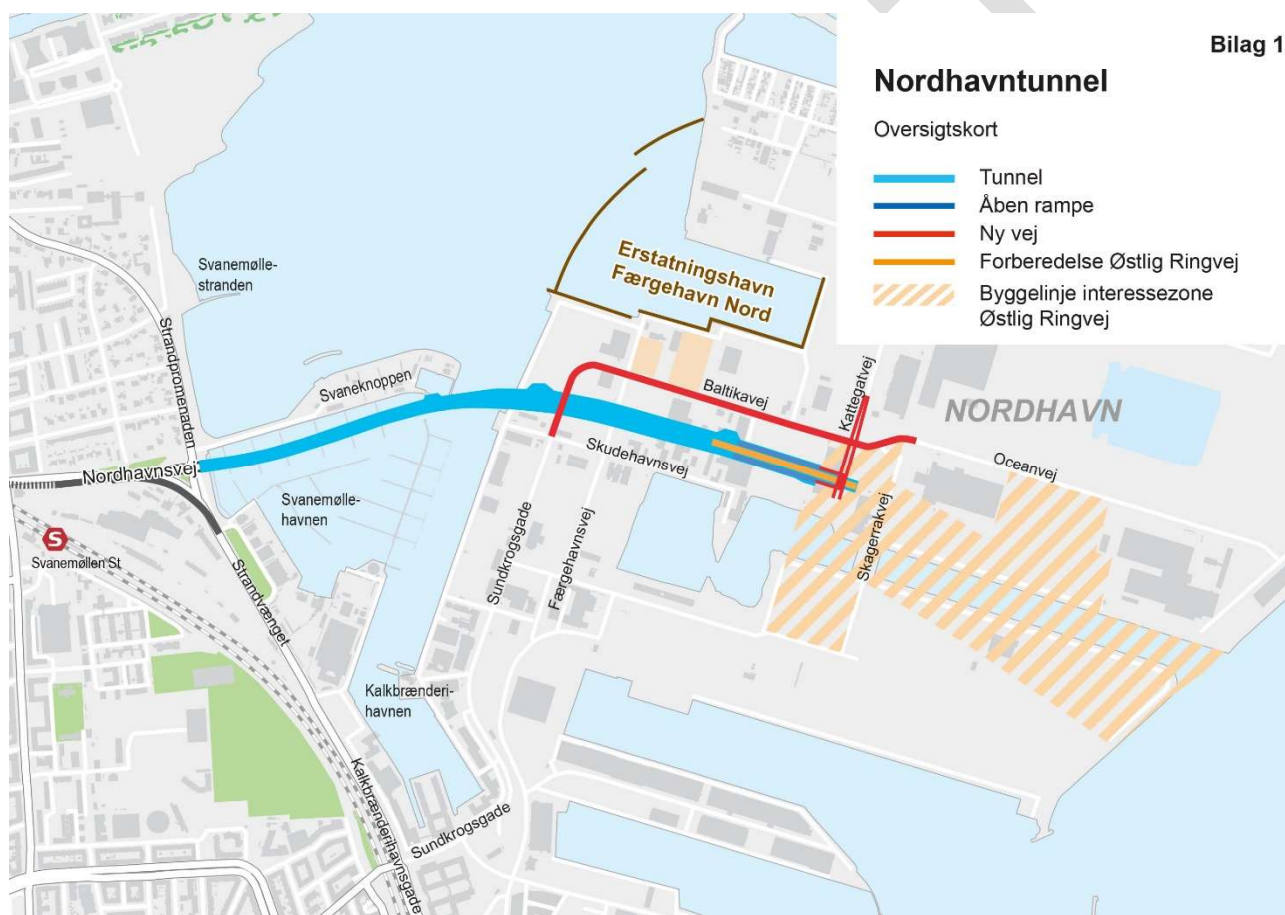 Bilag 1
Nordhavntunnel
Oversigtskort
Tunnel
Åben rampe
Ny vej
Forberedelse Østlig Ringvej
Byggelinje interessezone
Østlig Ringvej
Erstatningshavn
Færgehavn Nord
Svanemølle-
stranden
Strandpromenaden
Svaneknoppen
Baltikavej
Kattegatvej
NORDHAVN
Oceanvej
Nordhavnsvej
Skudehavnsvej
Svanemølle-
havnen
S
Svanemøllen St
Strandvænget
Sundkrogsgade
Færgehavnsvej
Skagerrakvej
Kalkbrænderi-
havnen
Kalkbrænderihavnsgade
Sundkrogsgade